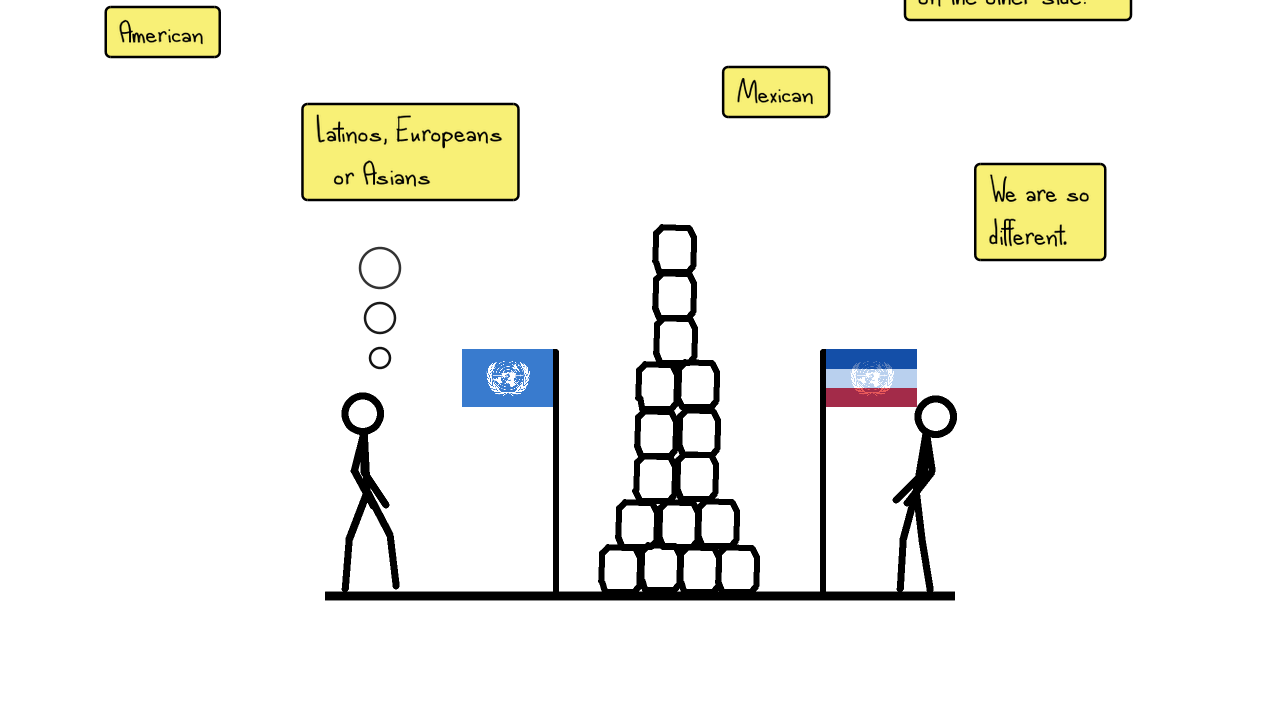 on the other side.
American
Mexican
Latinos, Europeans
or Asians
We are so
different.